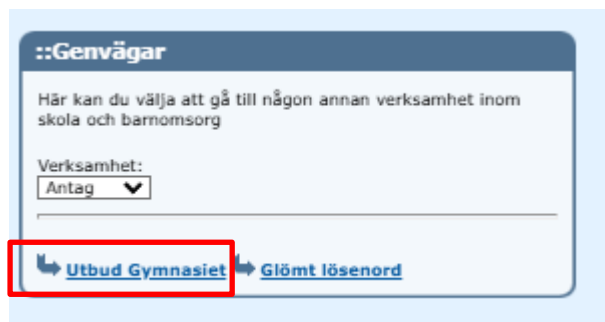 ::Genvägar
Här kan du välja att gå till någon annan verksamhet inom
skola och barnomsorg
Verksamhet:
Antag
Utbud Gymnasiet Glömt lösenord